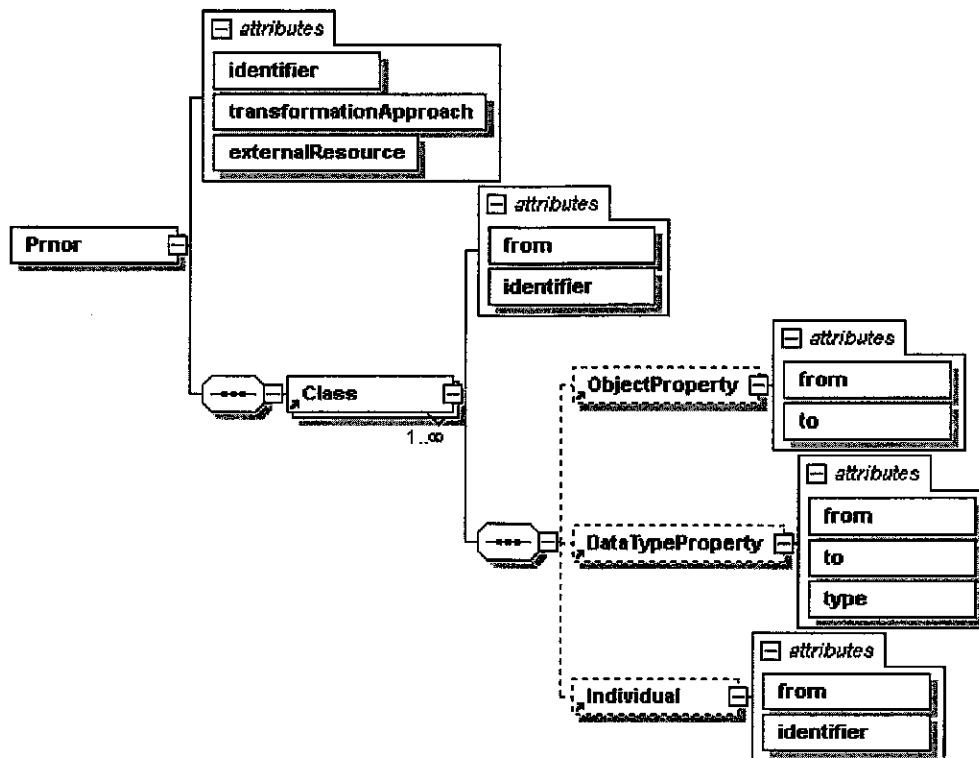 attributes
identifier
transformationApproach
externalResource
attributes
Prnor
from
identifier
attributes
ObjectProperty
from
Class
to
1..∞
attributes
from
DataTypeProperty
to
type
attributes
Individual
from
identifier